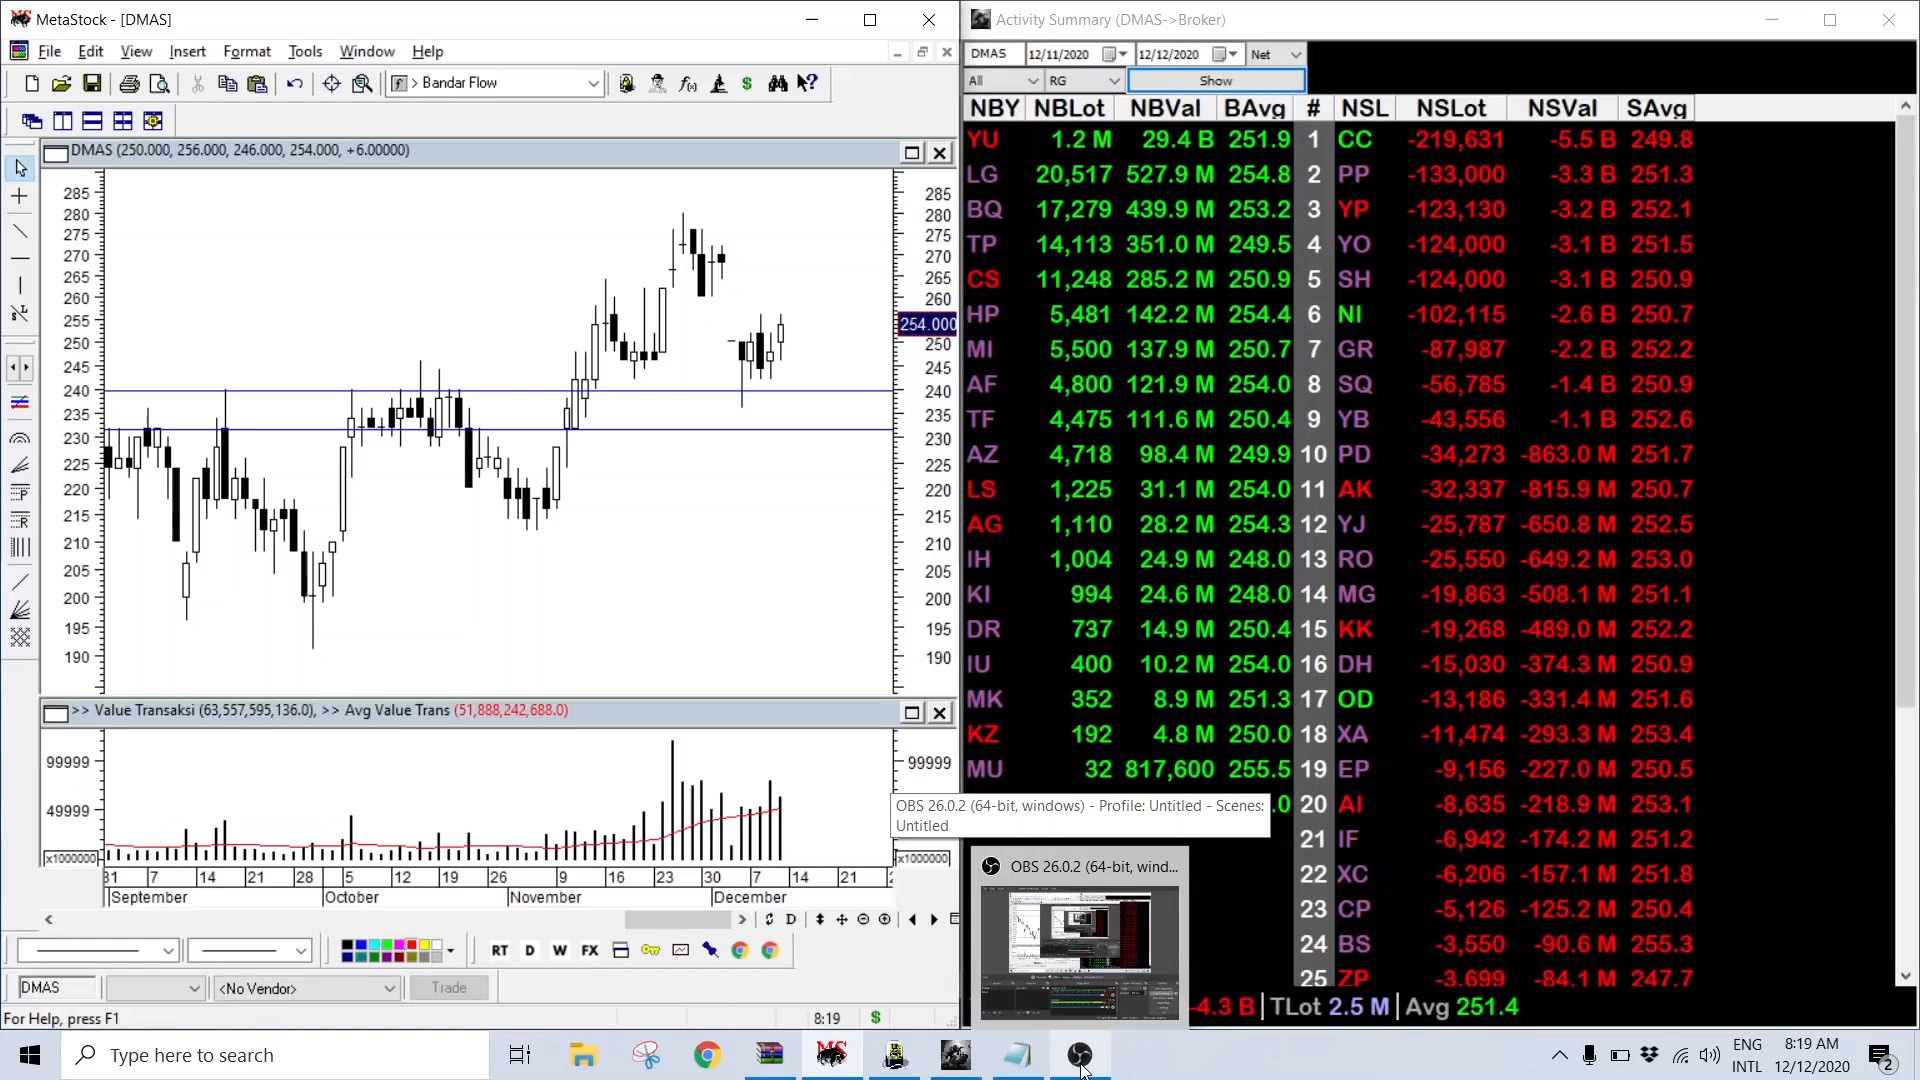 MetaStock - [DMAS]
File Edit View Insert Format Tools Window Help
> Bandar Flow
DMAS (250.000, 256.000, 246.000, 254.000, +6.00000)
285 285
280 280
275 275
270 270
265 265
260 260
255 254.000
250 250
245 245
240 240
235 235
230 230
225 225
220 220
215 215
210 210
205 205
200 200
195 195
190 190
>> Value Transaksi (63,557,595,136.0), >> Avg Value Trans (51,888,242,688.0)
99999 99999
49999
x1000000 x1000000
31 7 14 21 28 5 12 19 26 9 16 23 30 7 14 21
September October November December
RT D W FX
DMAS <No Vendor> Trade
For Help, press F1 8:19 $
Activity Summary (DMAS->Broker)
DMAS 12/11/2020 12/12/2020 Net
All RG Show
NBY NBLot NBVal BAvg # NSL NSLot NSVal SAvg
YU 1.2 M 29.4 B 251.9 1 CC -219,631 -5.5 B 249.8
LG 20,517 527.9 M 254.8 2 PP -133,000 -3.3 B 251.3
BQ 17,279 439.9 M 253.2 3 YP -123,130 -3.2 B 252.1
TP 14,113 351.0 M 249.5 4 YO -124,000 -3.1 B 251.5
CS 11,248 285.2 M 250.9 5 SH -124,000 -3.1 B 250.9
HP 5,481 142.2 M 254.4 6 NI -102,115 -2.6 B 250.7
MI 5,500 137.9 M 250.7 7 GR -87,987 -2.2 B 252.2
AF 4,800 121.9 M 254.0 8 SQ -56,785 -1.4 B 250.9
TF 4,475 111.6 M 250.4 9 YB -43,556 -1.1 B 252.6
AZ 4,718 98.4 M 249.9 10 PD -34,273 -863.0 M 251.7
LS 1,225 31.1 M 254.0 11 AK -32,337 -815.9 M 250.7
AG 1,110 28.2 M 254.3 12 YJ -25,787 -650.8 M 252.5
IH 1,004 24.9 M 248.0 13 RO -25,550 -649.2 M 253.0
KI 994 24.6 M 248.0 14 MG -19,863 -508.1 M 251.1
DR 737 14.9 M 250.4 15 KK -19,268 -489.0 M 252.2
IU 400 10.2 M 254.0 16 DH -15,030 -374.3 M 250.9
MK 352 8.9 M 251.3 17 OD -13,186 -331.4 M 251.6
KZ 192 4.8 M 250.0 18 XA -11,474 -293.3 M 253.4
MU 32 817,600 255.5 19 EP -9,156 -227.0 M 250.5
.0 20 AI -8,635 -218.9 M 253.1
21 IF -6,942 -174.2 M 251.2
22 XC -6,206 -157.1 M 251.8
23 CP -5,126 -125.2 M 250.4
24 BS -3,550 -90.6 M 255.3
25 ZP -3,699 -84.1 M 247.7
-4.3 B TLot 2.5 M Avg 251.4
OBS 26.0.2 (64-bit, windows) - Profile: Untitled - Scenes:
Untitled
OBS 26.0.2 (64-bit, wind...
Type here to search
ENG
INTL
8:19 AM
12/12/2020
2